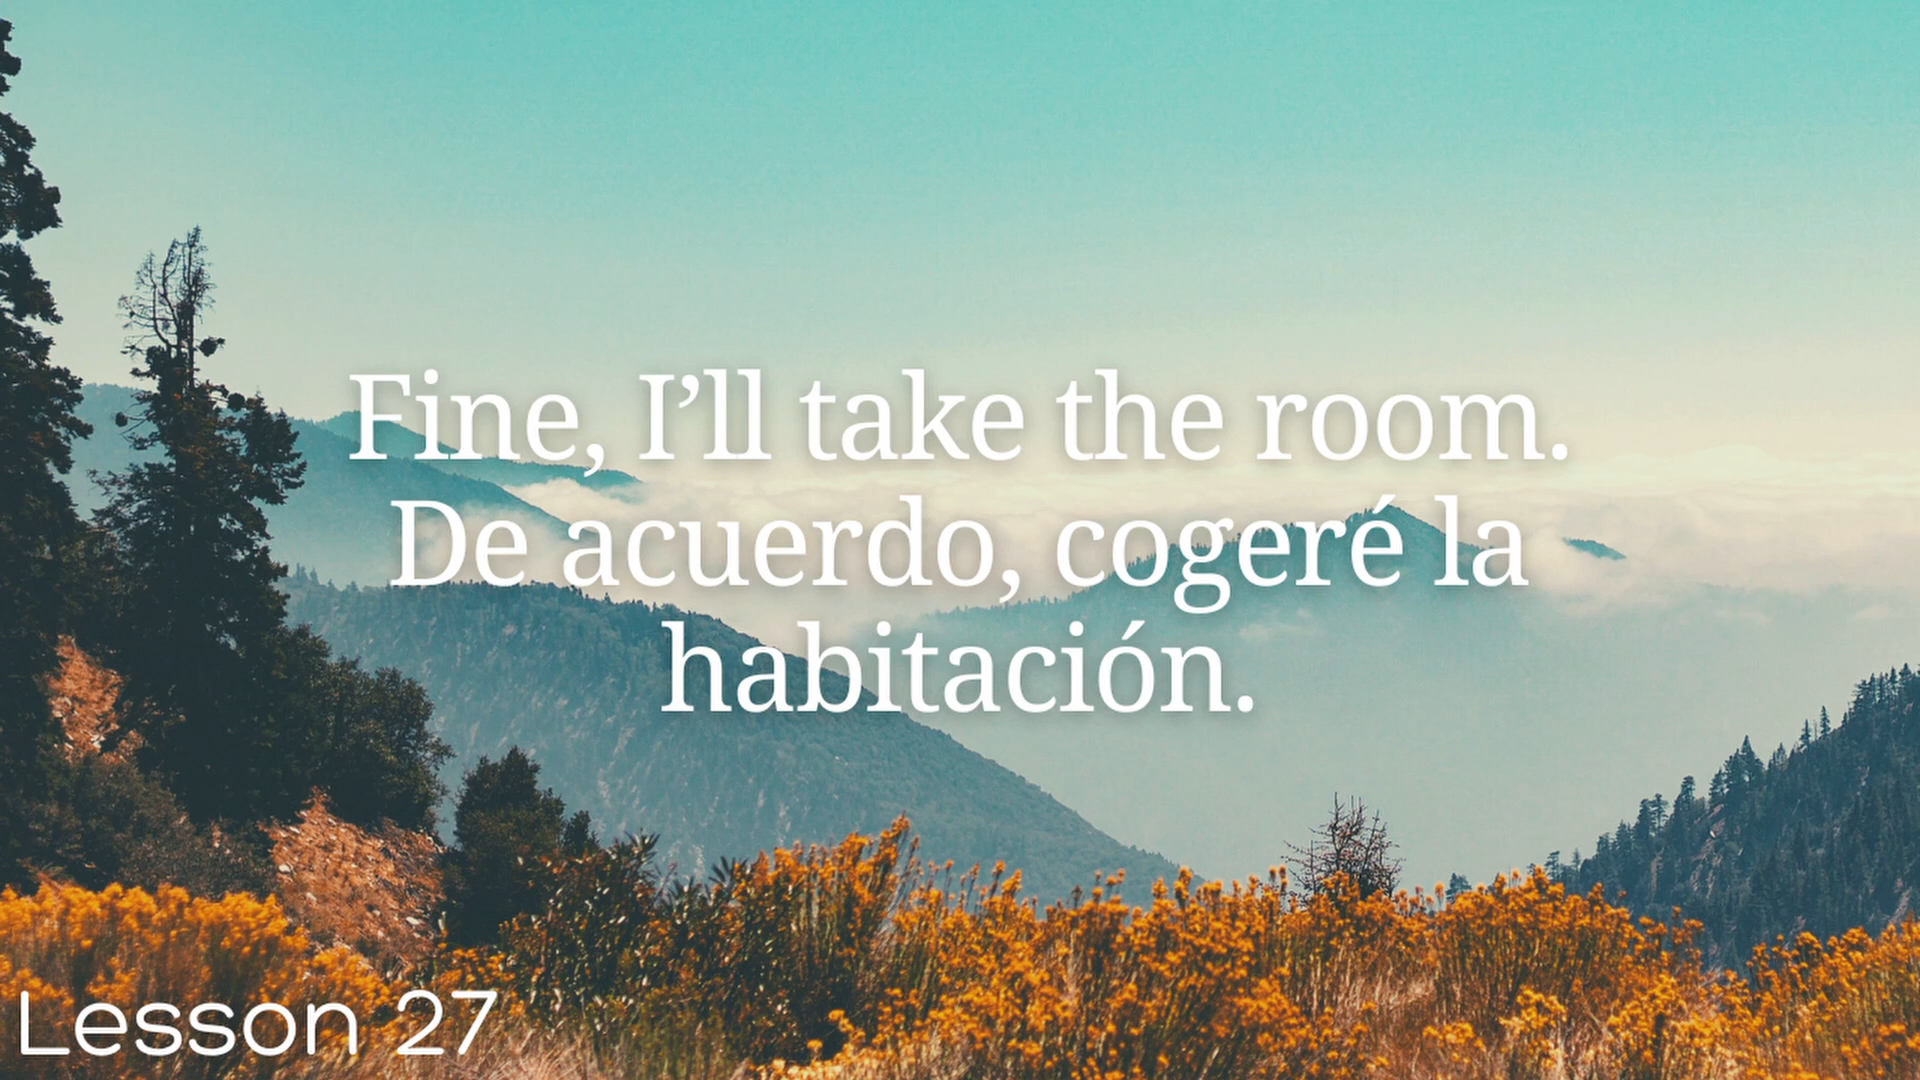 Fine, I’ll take the room.
De acuerdo, cogeré la
habitación.
Lesson 27